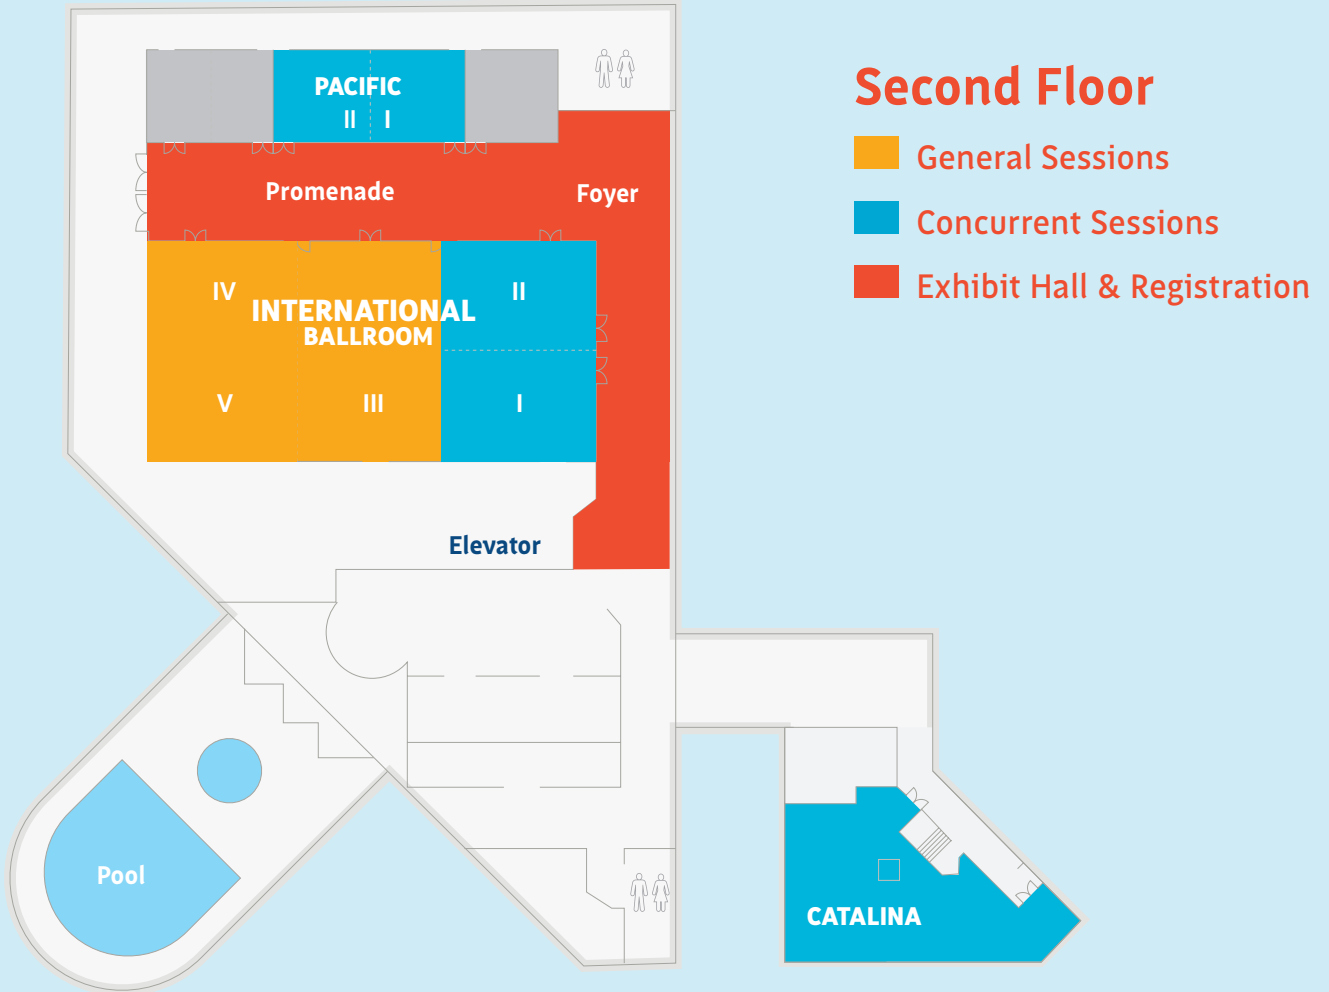 Second Floor
General Sessions
Concurrent Sessions
Exhibit Hall & Registration
PACIFIC
II I
Promenade
Foyer
IV
II
INTERNATIONAL
BALLROOM
V
III
I
Elevator
Pool
CATALINA